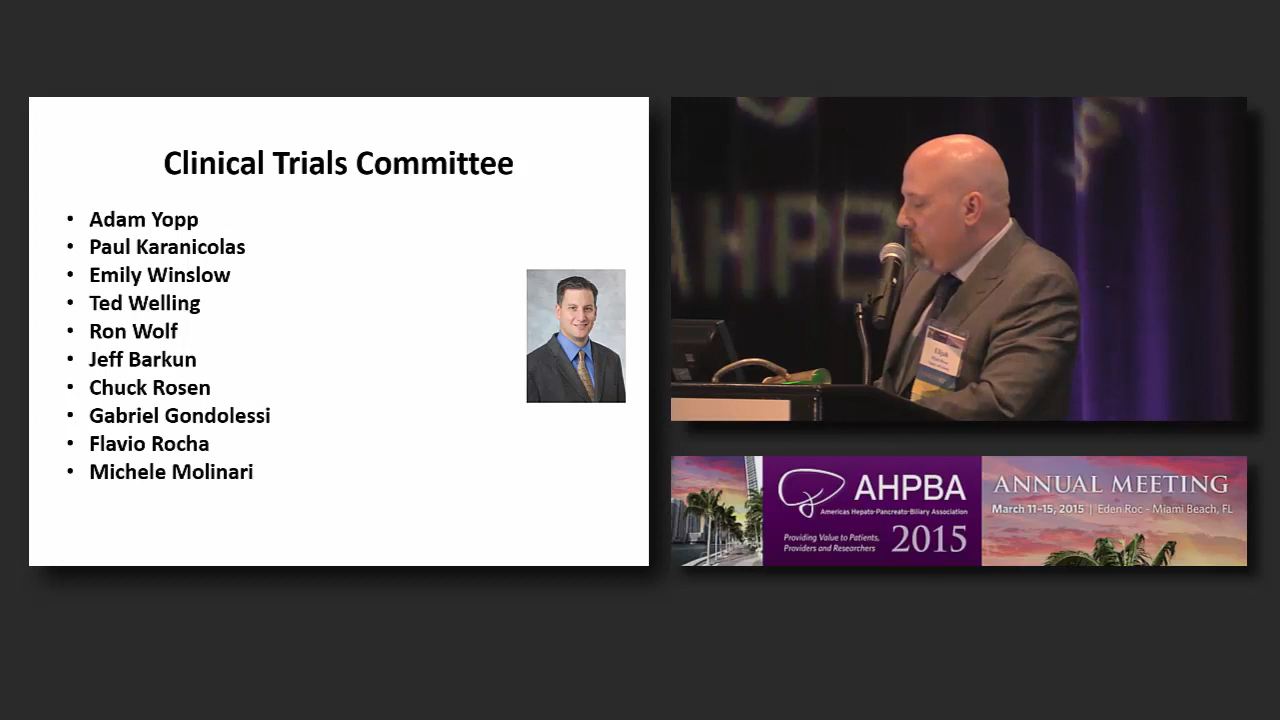 Clinical Trials Committee
• Adam Yopp
• Paul Karanicolas
• Emily Winslow
• Ted Welling
• Ron Wolf
• Jeff Barkun
• Chuck Rosen
• Gabriel Gondolessi
• Flavio Rocha
• Michele Molinari
AHPB
Elijah
AHPBA
Americas Hepato-Pancreato-Biliary Association
Providing Value to Patients,
Providers and Researchers
2015
ANNUAL MEETING
March 11-15, 2015 | Eden Roc - Miami Beach, FL